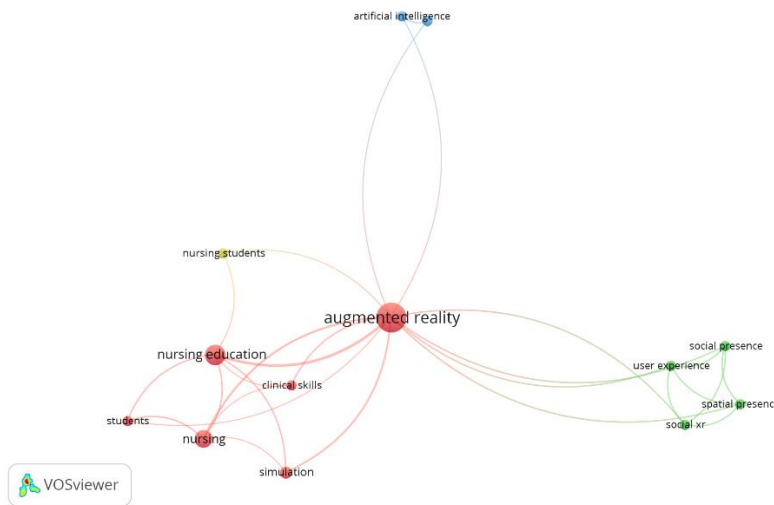 artificial intelligence
nursing students
augmented reality
social presence
nursing education
user experience
clinical skills
spatial presence
students
social xr
nursing
simulation
VOSviewer